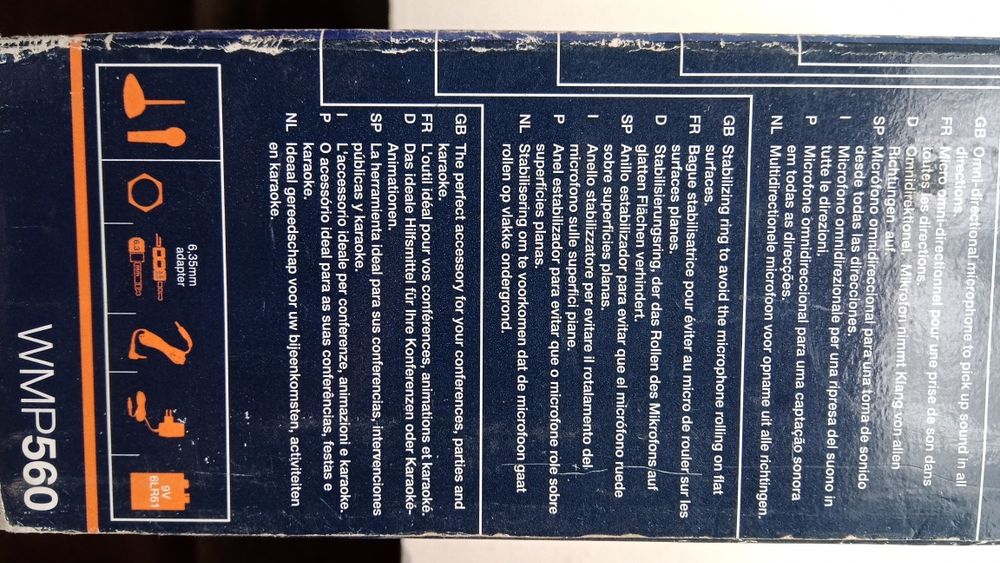 GB Omni-directional microphone to pick up sound in all
directions.
FR Micro omni-directionnel pour une prise de son dans
toutes les directions.
D Omnidirektionell - Mikrofon nimmt Klang von allen
Richtungen auf.
SP Micrófono omnidireccional para una toma de sonido
desde todas las direcciones.
I Microfono omnidirezionale per una ripresa del suono in
tutte le direzioni.
P Microfone omnidireccional para uma captação sonora
em todas as direcções.
NL Multidirectionele microfoon voor opname uit alle richtingen.
GB Stabilizing ring to avoid the microphone rolling on flat
surfaces.
FR Bague stabilisatrice pour éviter au micro de rouler sur les
surfaces planes.
D Stabilisierungsring, der das Rollen des Mikrofons auf
glatten Flächen verhindert.
SP Anillo estabilizador para evitar que el micrófono ruede
sobre superficies planas.
I Anello stabilizzatore per evitare il rotolamento del
microfono sulle superfici piane.
P Anel estabilizador para evitar que o microfone role sobre
superfícies planas.
NL Stabilisering om te voorkomen dat de microfoon gaat
rollen op vlakke ondergrond.
GB The perfect accessory for your conferences, parties and
karaoke.
FR L'outil ideal pour vos conférences, animations et karaoké.
D Das ideale Hilfsmittel für Ihre Konferenzen oder Karaoké-
Animationen.
SP La herramienta ideal para sus conferencias, intervenciones
públicas y karaoke.
I L'accessorio ideale per conferenze, animazioni e karaoke.
P O acessório ideal para as suas conferências, festas e
karaoke.
NL Ideaal gereedschap voor uw bijeenkomsten, activiteiten
en karaoke.
6,35mm
adapter
6.3
9V
6LR61
WMP560